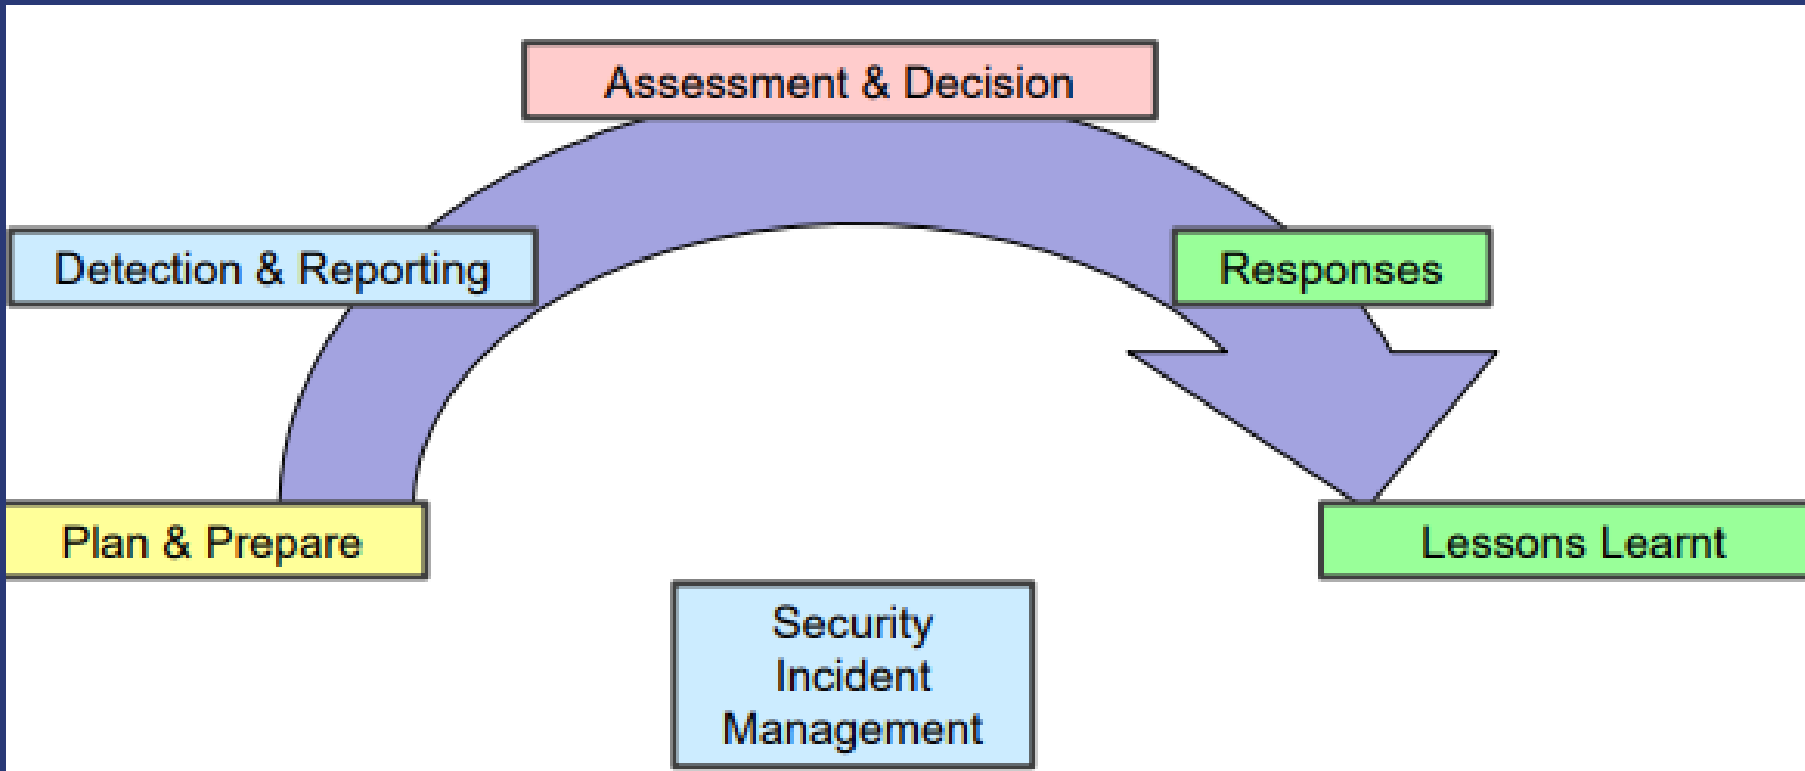 Assessment & Decision
Detection & Reporting
Responses
Plan & Prepare
Lessons Learnt
Security
Incident
Management